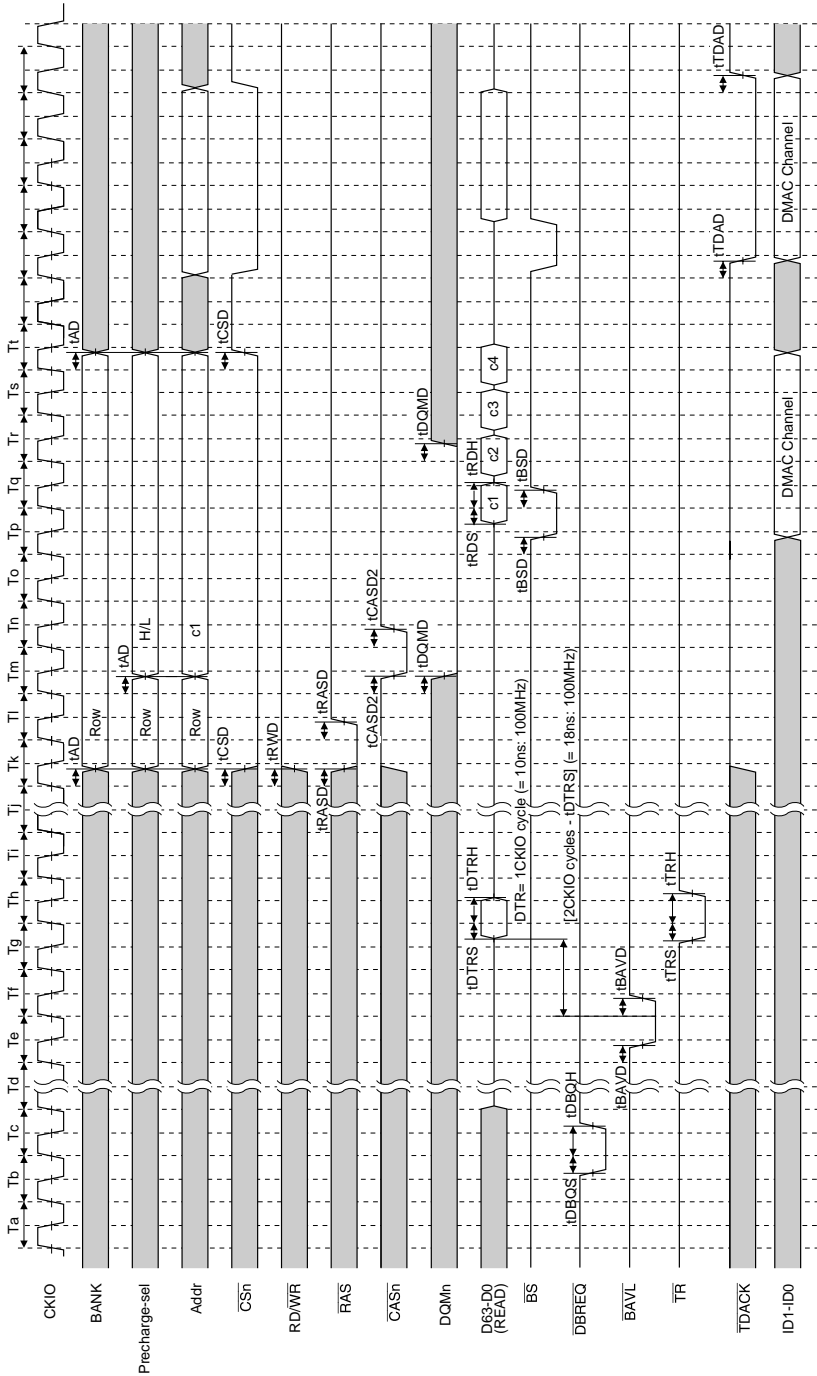 Ta Tb Tc Td Te Tf Tg Th Ti Tj Tk Tl Tm Tn To Tp Tq Tr Ts Tt
CKIO
tAD tAD
BANK Row
tAD
Precharge-sel Row H/L
Addr Row c1
tCSD tCSD
CSn
tRWD
RD/WR
tRASD tRASD
RAS
tCASD2 tCASD2
CASn
tDQMD tDQMD
DQMn
tDTRS tDTRH tRDS tRDH
D63-D0 c1 c2 c3 c4
(READ)
DTR= 1CKIO cycle (= 10ns: 100MHz)
tBSD tBSD
BS
tDBQS tDBQH
[2CKIO cycles - tDTRS] (= 18ns: 100MHz)
DBREQ
tBAVD tBAVD
BAVL
tTRS tTRH
TR
tTDAD tTDAD
TDACK
ID1-ID0 DMAC Channel DMAC Channel